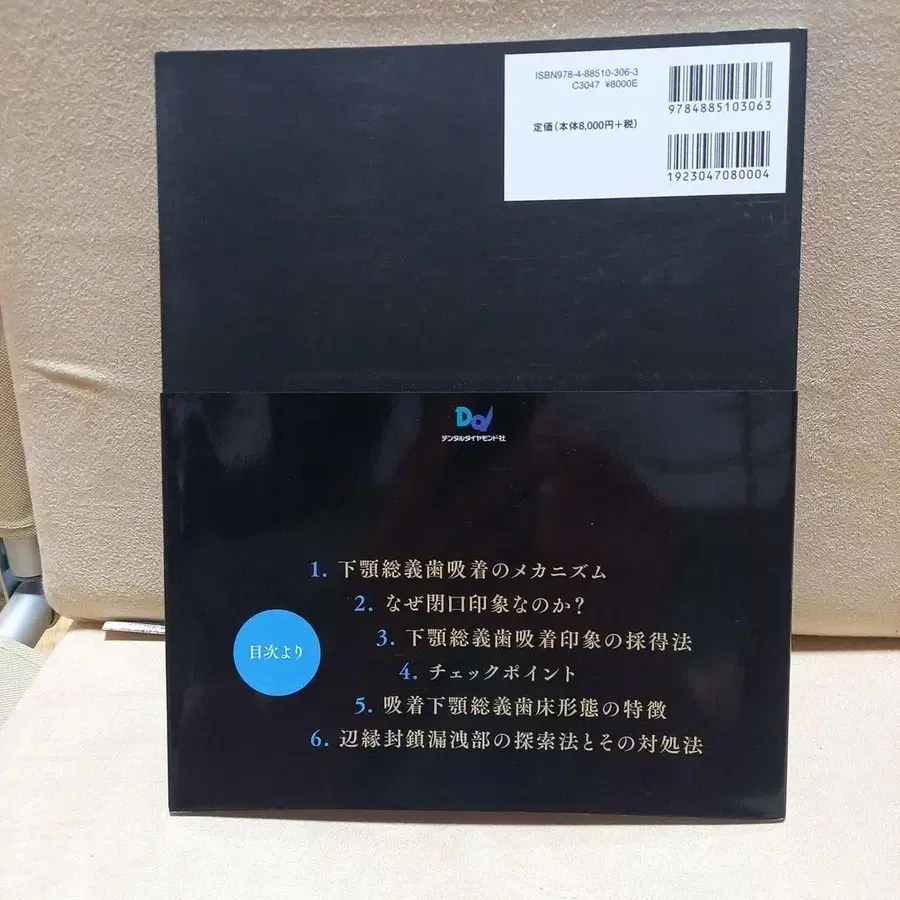 ISBN978-4-88510-306-3
C3047 ¥8000E
定価(本体8,000円+税)
9784885103063
1923047080004
DD
デンタルダイヤモンド社
目次より
1. 下顎総義歯吸着のメカニズム
2. なぜ閉口印象なのか?
3. 下顎総義歯吸着印象の採得法
4. チェックポイント
5. 吸着下顎総義歯床形態の特徴
6. 辺縁封鎖漏洩部の探索法とその対処法